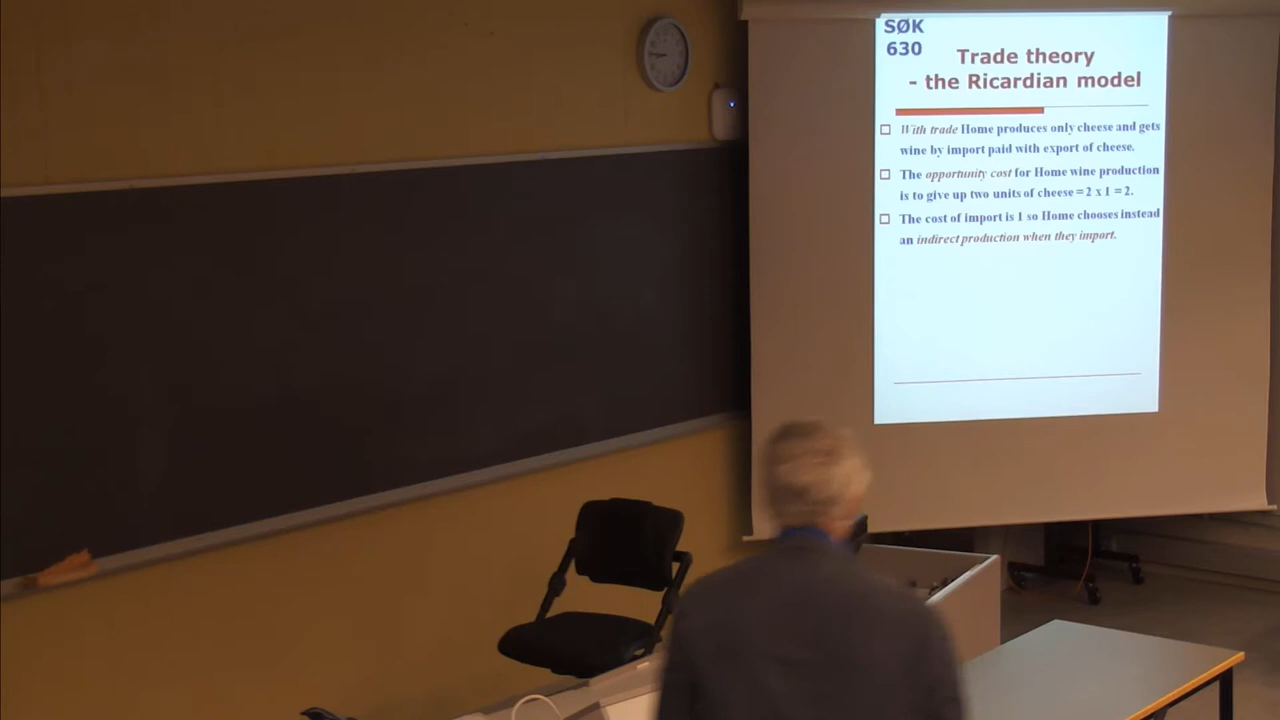 SØK
630
Trade theory
- the Ricardian model
With trade Home produces only cheese and gets
wine by import paid with export of cheese.
The opportunity cost for Home wine production
is to give up two units of cheese = 2 x 1 = 2.
The cost of import is 1 so Home chooses instead
an indirect production when they import.